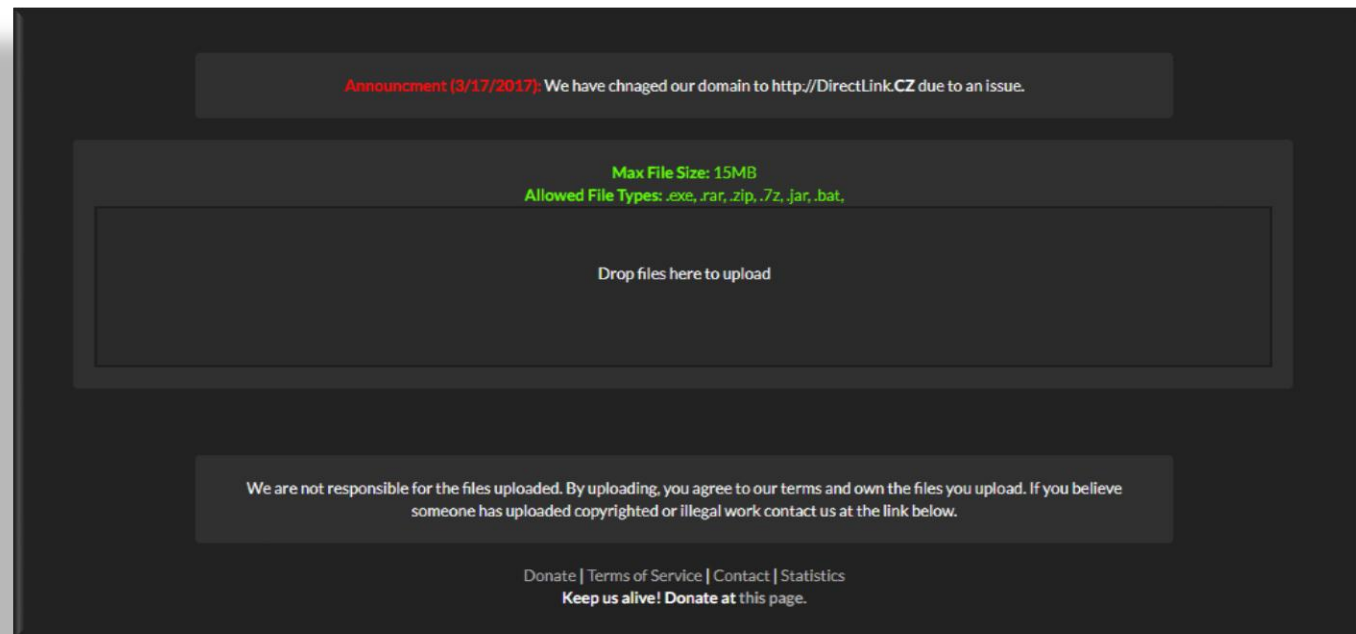 Announcment (3/17/2017): We have chnaged our domain to http://DirectLink.CZ due to an issue.
Max File Size: 15MB
Allowed File Types: .exe, .rar, .zip, .7z, .jar, .bat,
Drop files here to upload
We are not responsible for the files uploaded. By uploading, you agree to our terms and own the files you upload. If you believe
someone has uploaded copyrighted or illegal work contact us at the link below.
Donate | Terms of Service | Contact | Statistics
Keep us alive! Donate at this page.